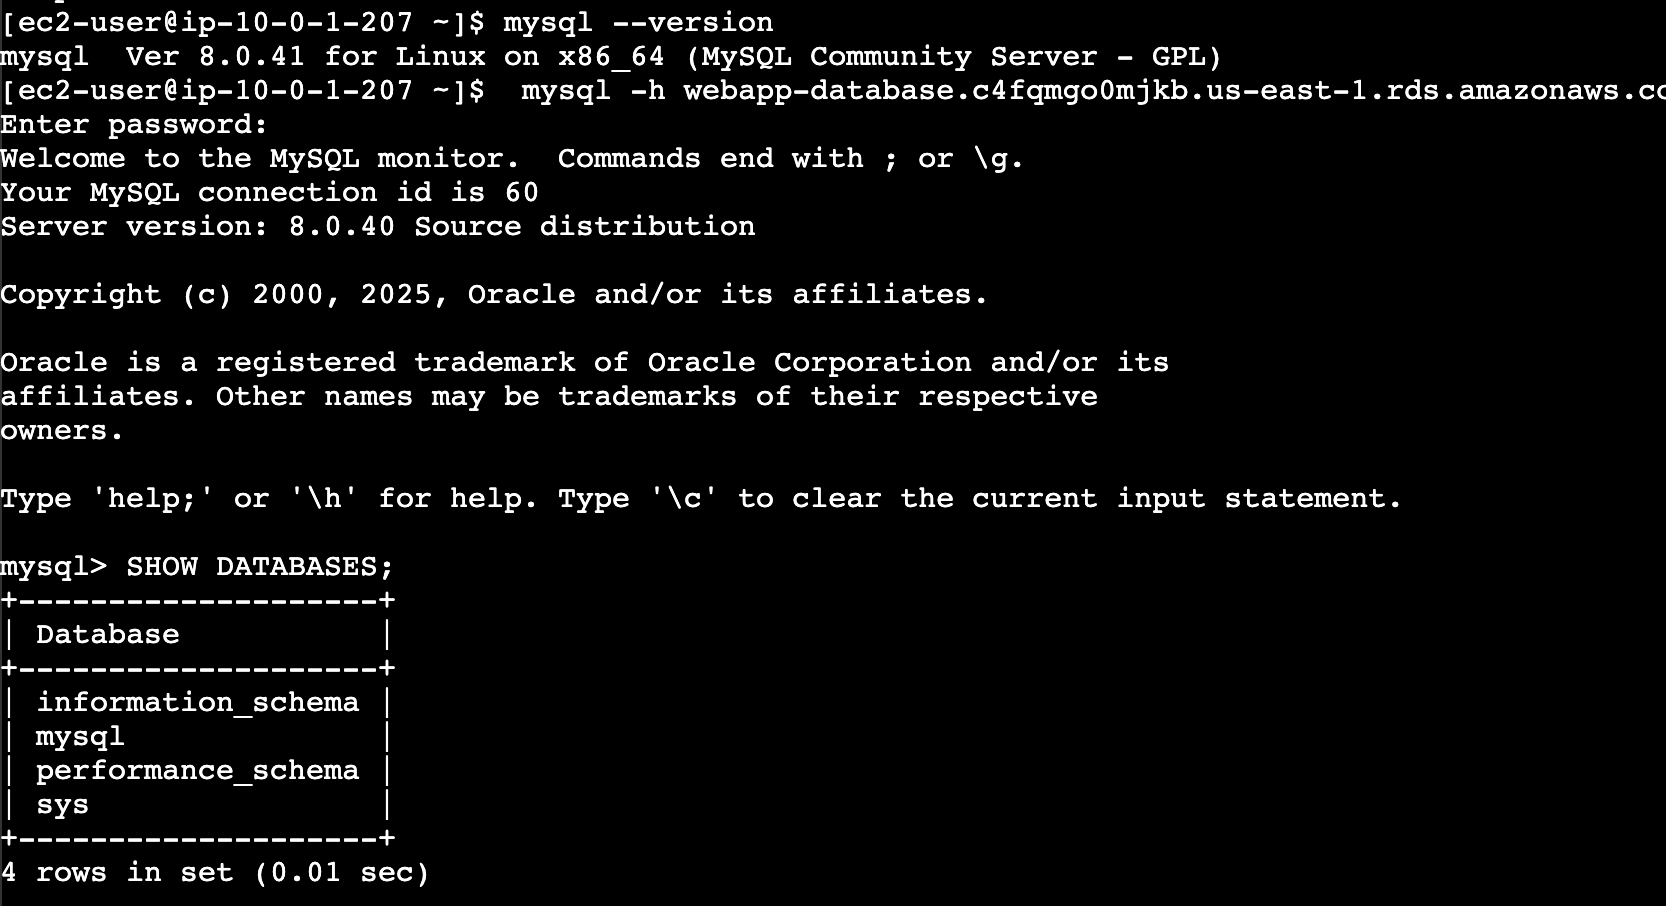 [ec2-user@ip-10-0-1-207 ~]$ mysql --version
mysql  Ver 8.0.41 for Linux on x86_64 (MySQL Community Server - GPL)
[ec2-user@ip-10-0-1-207 ~]$  mysql -h webapp-database.c4fqmgo0mjkb.us-east-1.rds.amazonaws.co
Enter password:
Welcome to the MySQL monitor.  Commands end with ; or \g.
Your MySQL connection id is 60
Server version: 8.0.40 Source distribution

Copyright (c) 2000, 2025, Oracle and/or its affiliates.

Oracle is a registered trademark of Oracle Corporation and/or its
affiliates. Other names may be trademarks of their respective
owners.

Type 'help;' or '\h' for help. Type '\c' to clear the current input statement.

mysql> SHOW DATABASES;
+--------------------+
| Database           |
+--------------------+
| information_schema |
| mysql              |
| performance_schema |
| sys                |
+--------------------+
4 rows in set (0.01 sec)